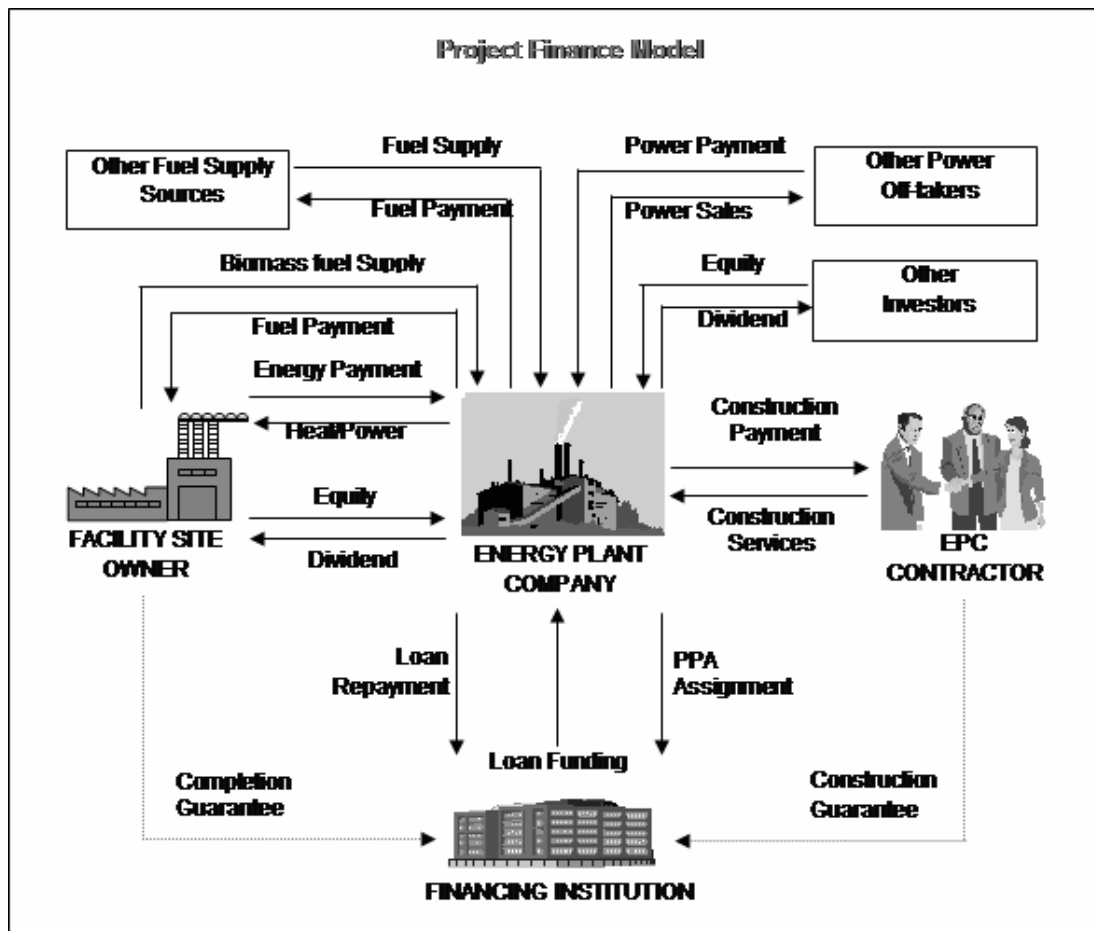 Project Finance Model
Fuel Supply
Power Payment
Other Fuel Supply
Sources
Other Power
Off-takers
Fuel Payment
Power Sales
Biomass fuel Supply
Equity
Other
Investors
Fuel Payment
Dividend
Energy Payment
Heat/Power
Construction
Payment
Equity
Dividend
Construction
Services
FACILITY SITE
OWNER
ENERGY PLANT
COMPANY
EPC
CONTRACTOR
Loan
Repayment
PPA
Assignment
Loan Funding
Completion
Guarantee
Construction
Guarantee
FINANCING INSTITUTION